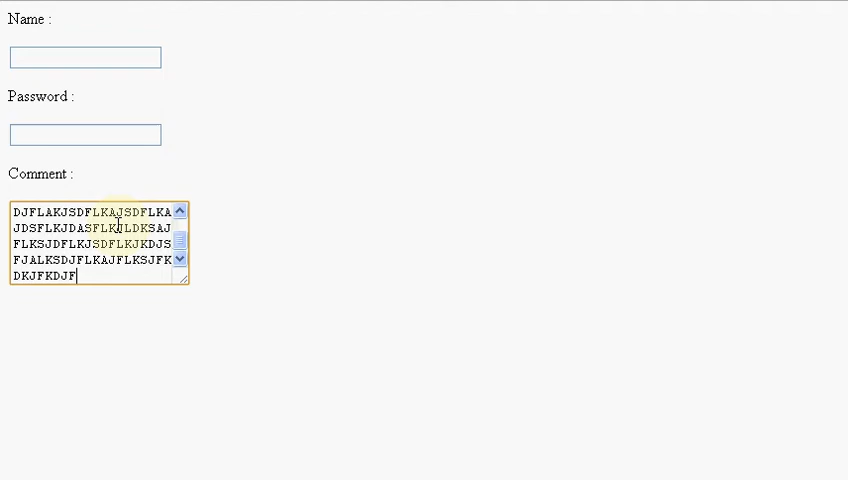 Name :
Password :
Comment :
DJFLAKJSDFLKAJSDFLKA
JDSFLKJDASFLKJLDKSAJ
FLKSJDFLKJSDFLKJKDJS
FJALKSDJFLKAJFLKSJFK
DKJFKDJF